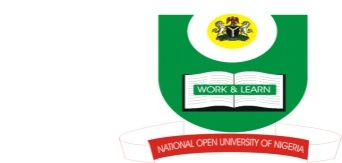 WORK & LEARN
NATIONAL OPEN UNIVERSITY OF NIGERIA